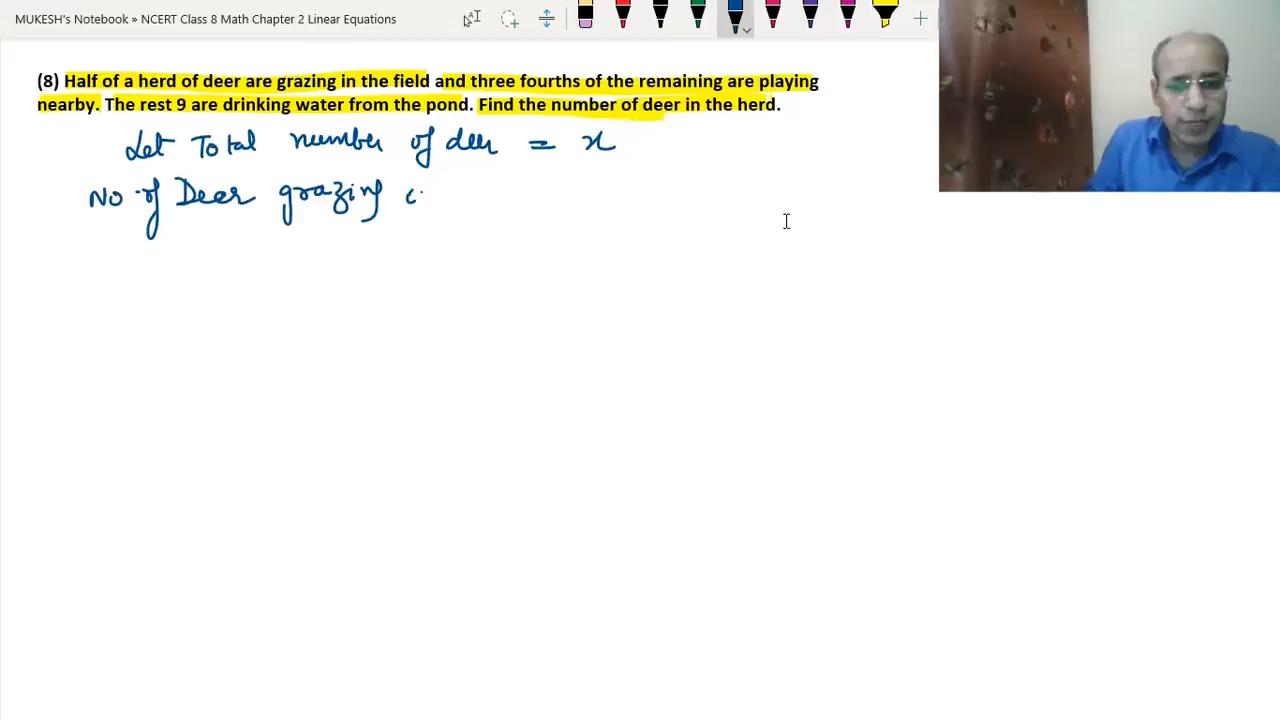 MUKESH's Notebook » NCERT Class 8 Math Chapter 2 Linear Equations
(8) Half of a herd of deer are grazing in the field and three fourths of the remaining are playing
nearby. The rest 9 are drinking water from the pond. Find the number of deer in the herd.
Let Total number of deer = x
No of Deer grazing